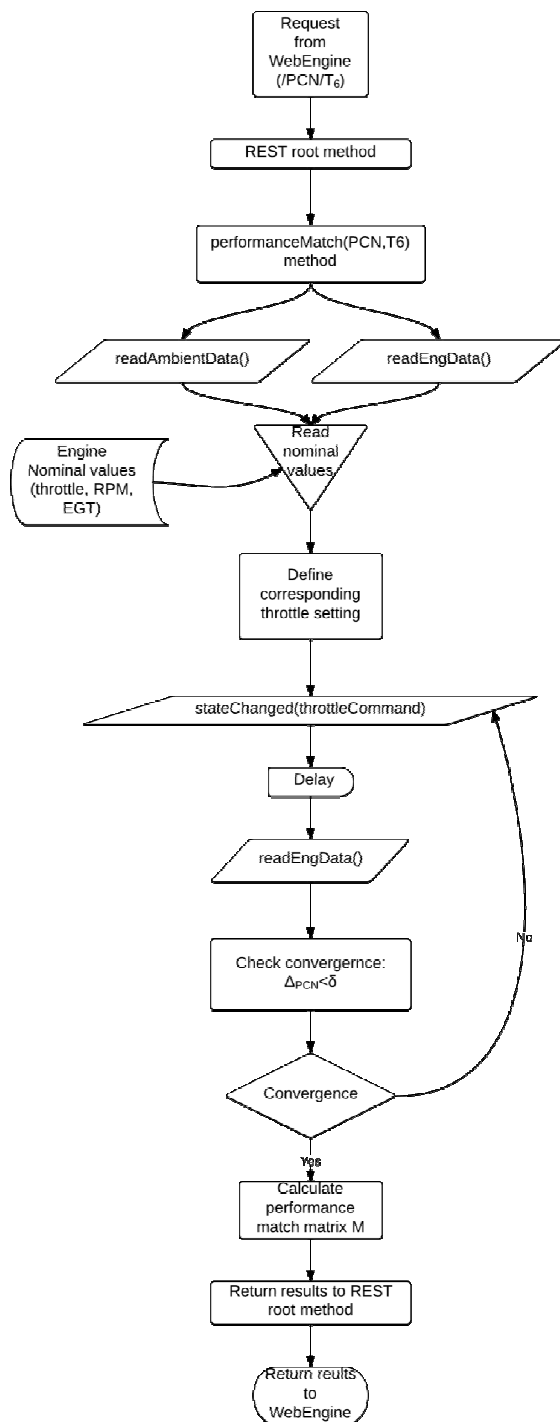 Request
from
WebEngine
(/PCN/T₆)
REST root method
performanceMatch(PCN,T6)
method
readAmbientData()
readEngData()
Read
nominal
values
Engine
Nominal values
(throttle, RPM,
EGT)
Define
corresponding
throttle setting
stateChanged(throttleCommand)
Delay
readEngData()
No
Check convergernce:
ΔPCN<δ
Convergence
Yes
Calculate
performance
match matrix M
Return results to REST
root method
Return reults
to
WebEngine